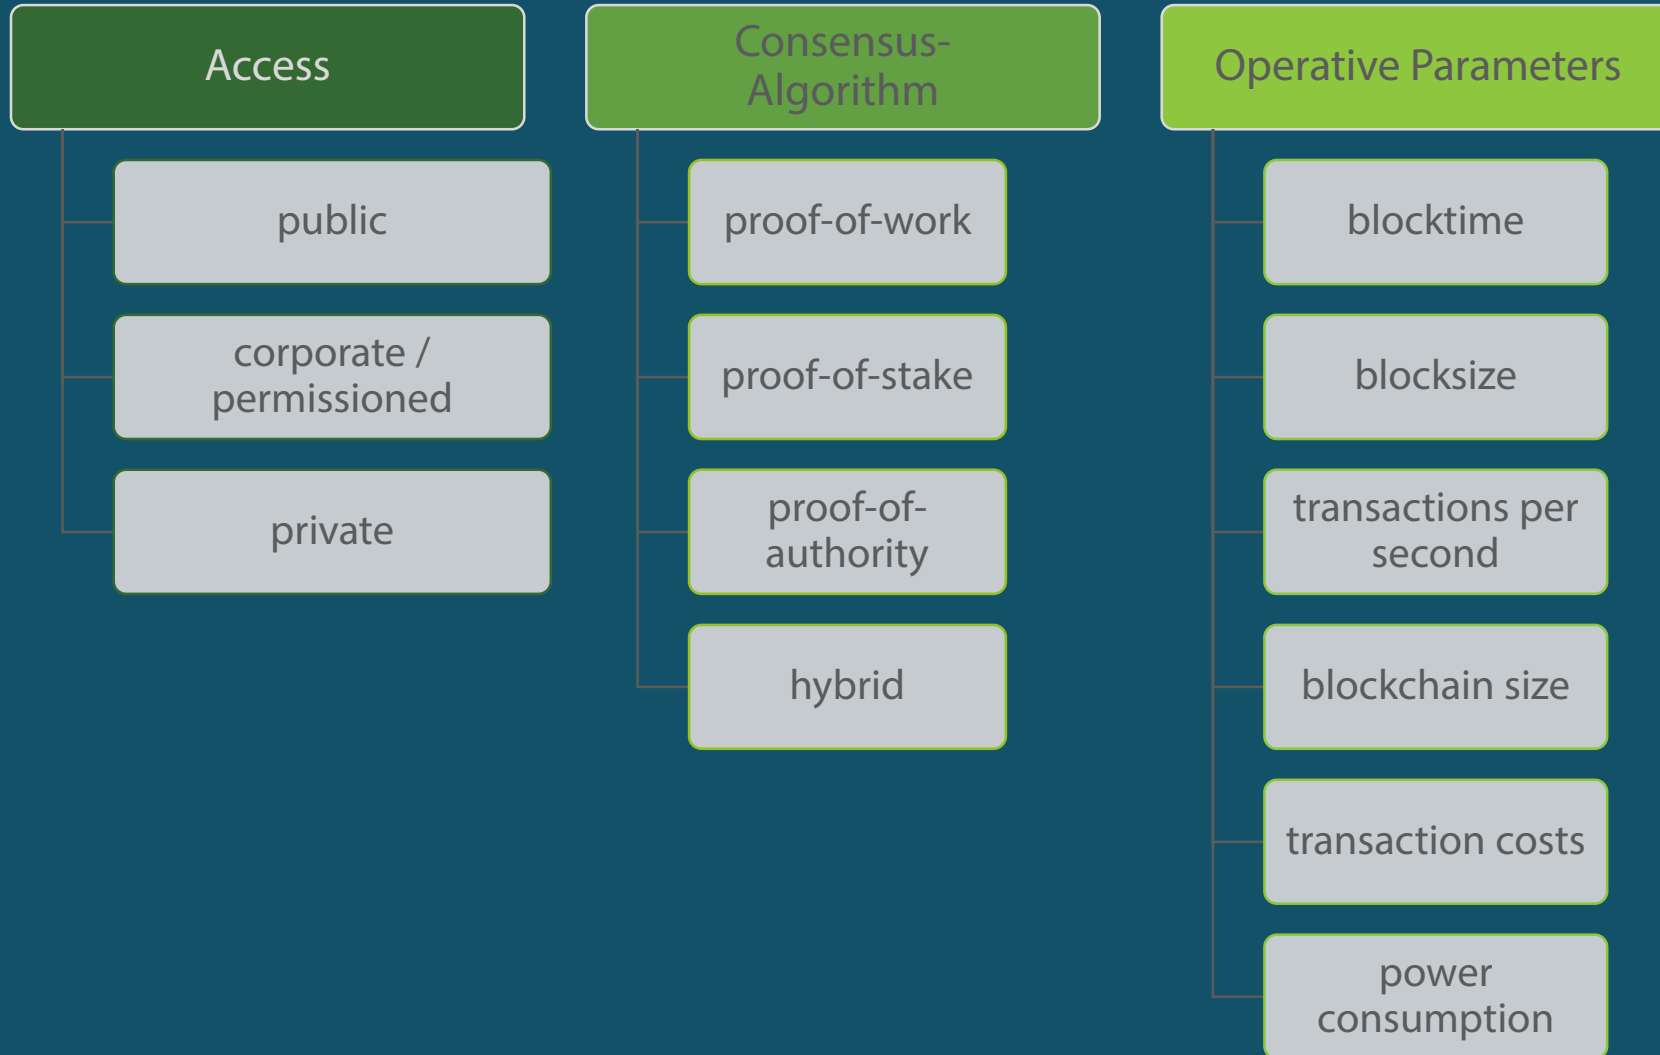 Access
public
corporate /
permissioned
private
Consensus-
Algorithm
proof-of-work
proof-of-stake
proof-of-
authority
hybrid
Operative Parameters
blocktime
blocksize
transactions per
second
blockchain size
transaction costs
power
consumption